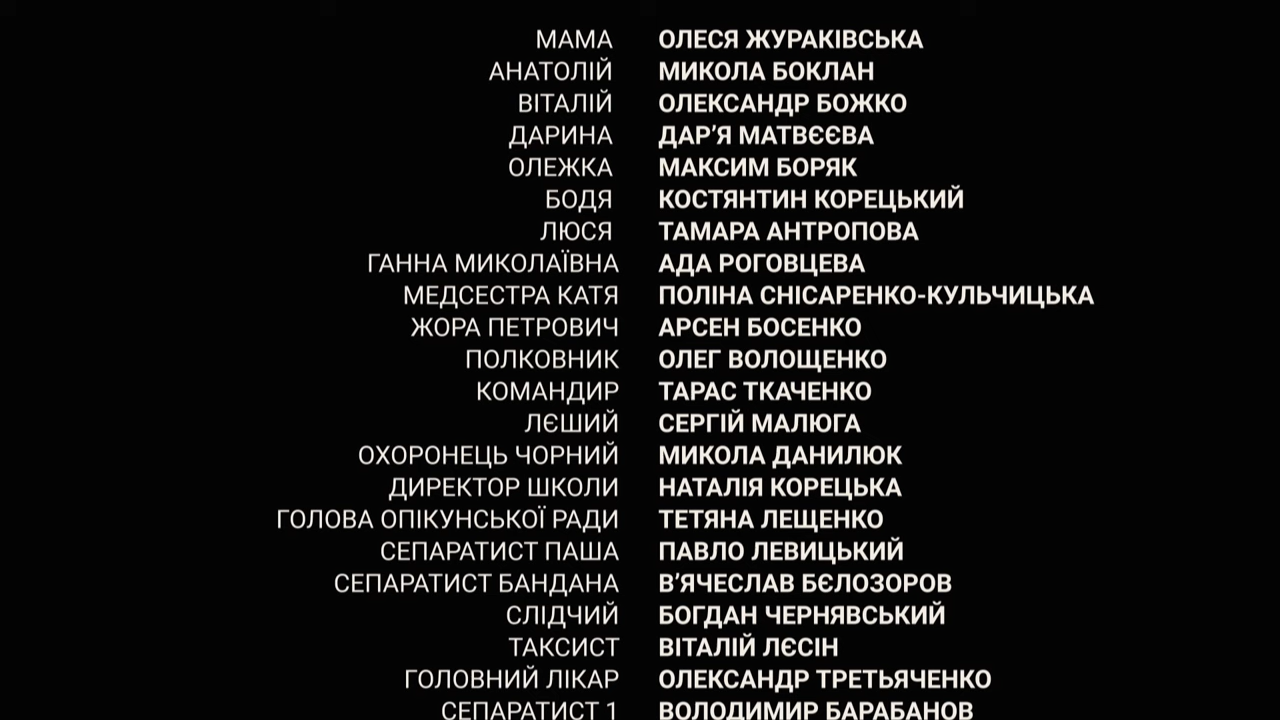 МАМА ОЛЕСЯ ЖУРАКІВСЬКА
АНАТОЛІЙ МИКОЛА БОКЛАН
ВІТАЛІЙ ОЛЕКСАНДР БОЖКО
ДАРИНА ДАР’Я МАТВЄЄВА
ОЛЕЖКА МАКСИМ БОРЯК
БОДЯ КОСТЯНТИН КОРЕЦЬКИЙ
ЛЮСЯ ТАМАРА АНТРОПОВА
ГАННА МИКОЛАЇВНА АДА РОГОВЦЕВА
МЕДСЕСТРА КАТЯ ПОЛІНА СНІСАРЕНКО-КУЛЬЧИЦЬКА
ЖОРА ПЕТРОВИЧ АРСЕН БОСЕНКО
ПОЛКОВНИК ОЛЕГ ВОЛОЩЕНКО
КОМАНДИР ТАРАС ТКАЧЕНКО
ЛЄШИЙ СЕРГІЙ МАЛЮГА
ОХОРОНЕЦЬ ЧОРНИЙ МИКОЛА ДАНИЛЮК
ДИРЕКТОР ШКОЛИ НАТАЛІЯ КОРЕЦЬКА
ГОЛОВА ОПІКУНСЬКОЇ РАДИ ТЕТЯНА ЛЕЩЕНКО
СЕПАРАТИСТ ПАША ПАВЛО ЛЕВИЦЬКИЙ
СЕПАРАТИСТ БАНДАНА В’ЯЧЕСЛАВ БЄЛОЗОРОВ
СЛІДЧИЙ БОГДАН ЧЕРНЯВСЬКИЙ
ТАКСИСТ ВІТАЛІЙ ЛЄСІН
ГОЛОВНИЙ ЛІКАР ОЛЕКСАНДР ТРЕТЬЯЧЕНКО
СЕПАРАТИСТ 1 ВОЛОДИМИР БАРАБАНОВ